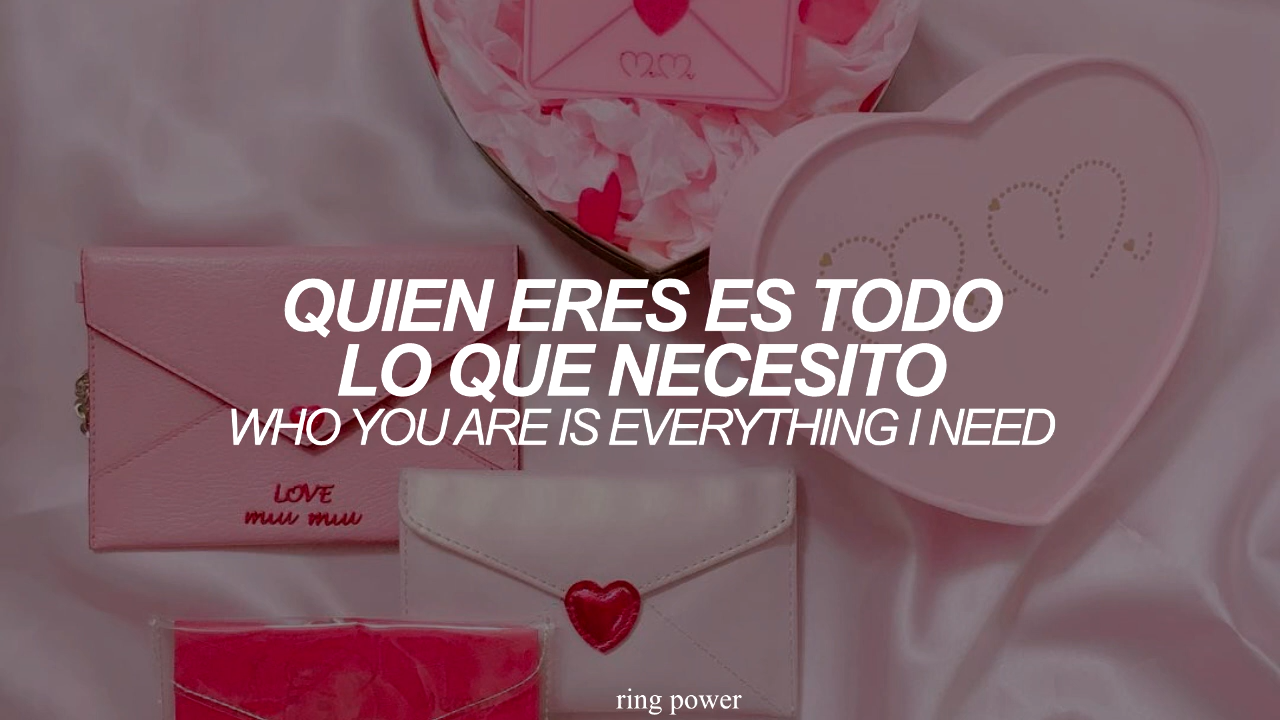 QUIEN ERES ES TODO
LO QUE NECESITO
WHO YOU ARE IS EVERYTHING I NEED
LOVE
miu miu
ring power